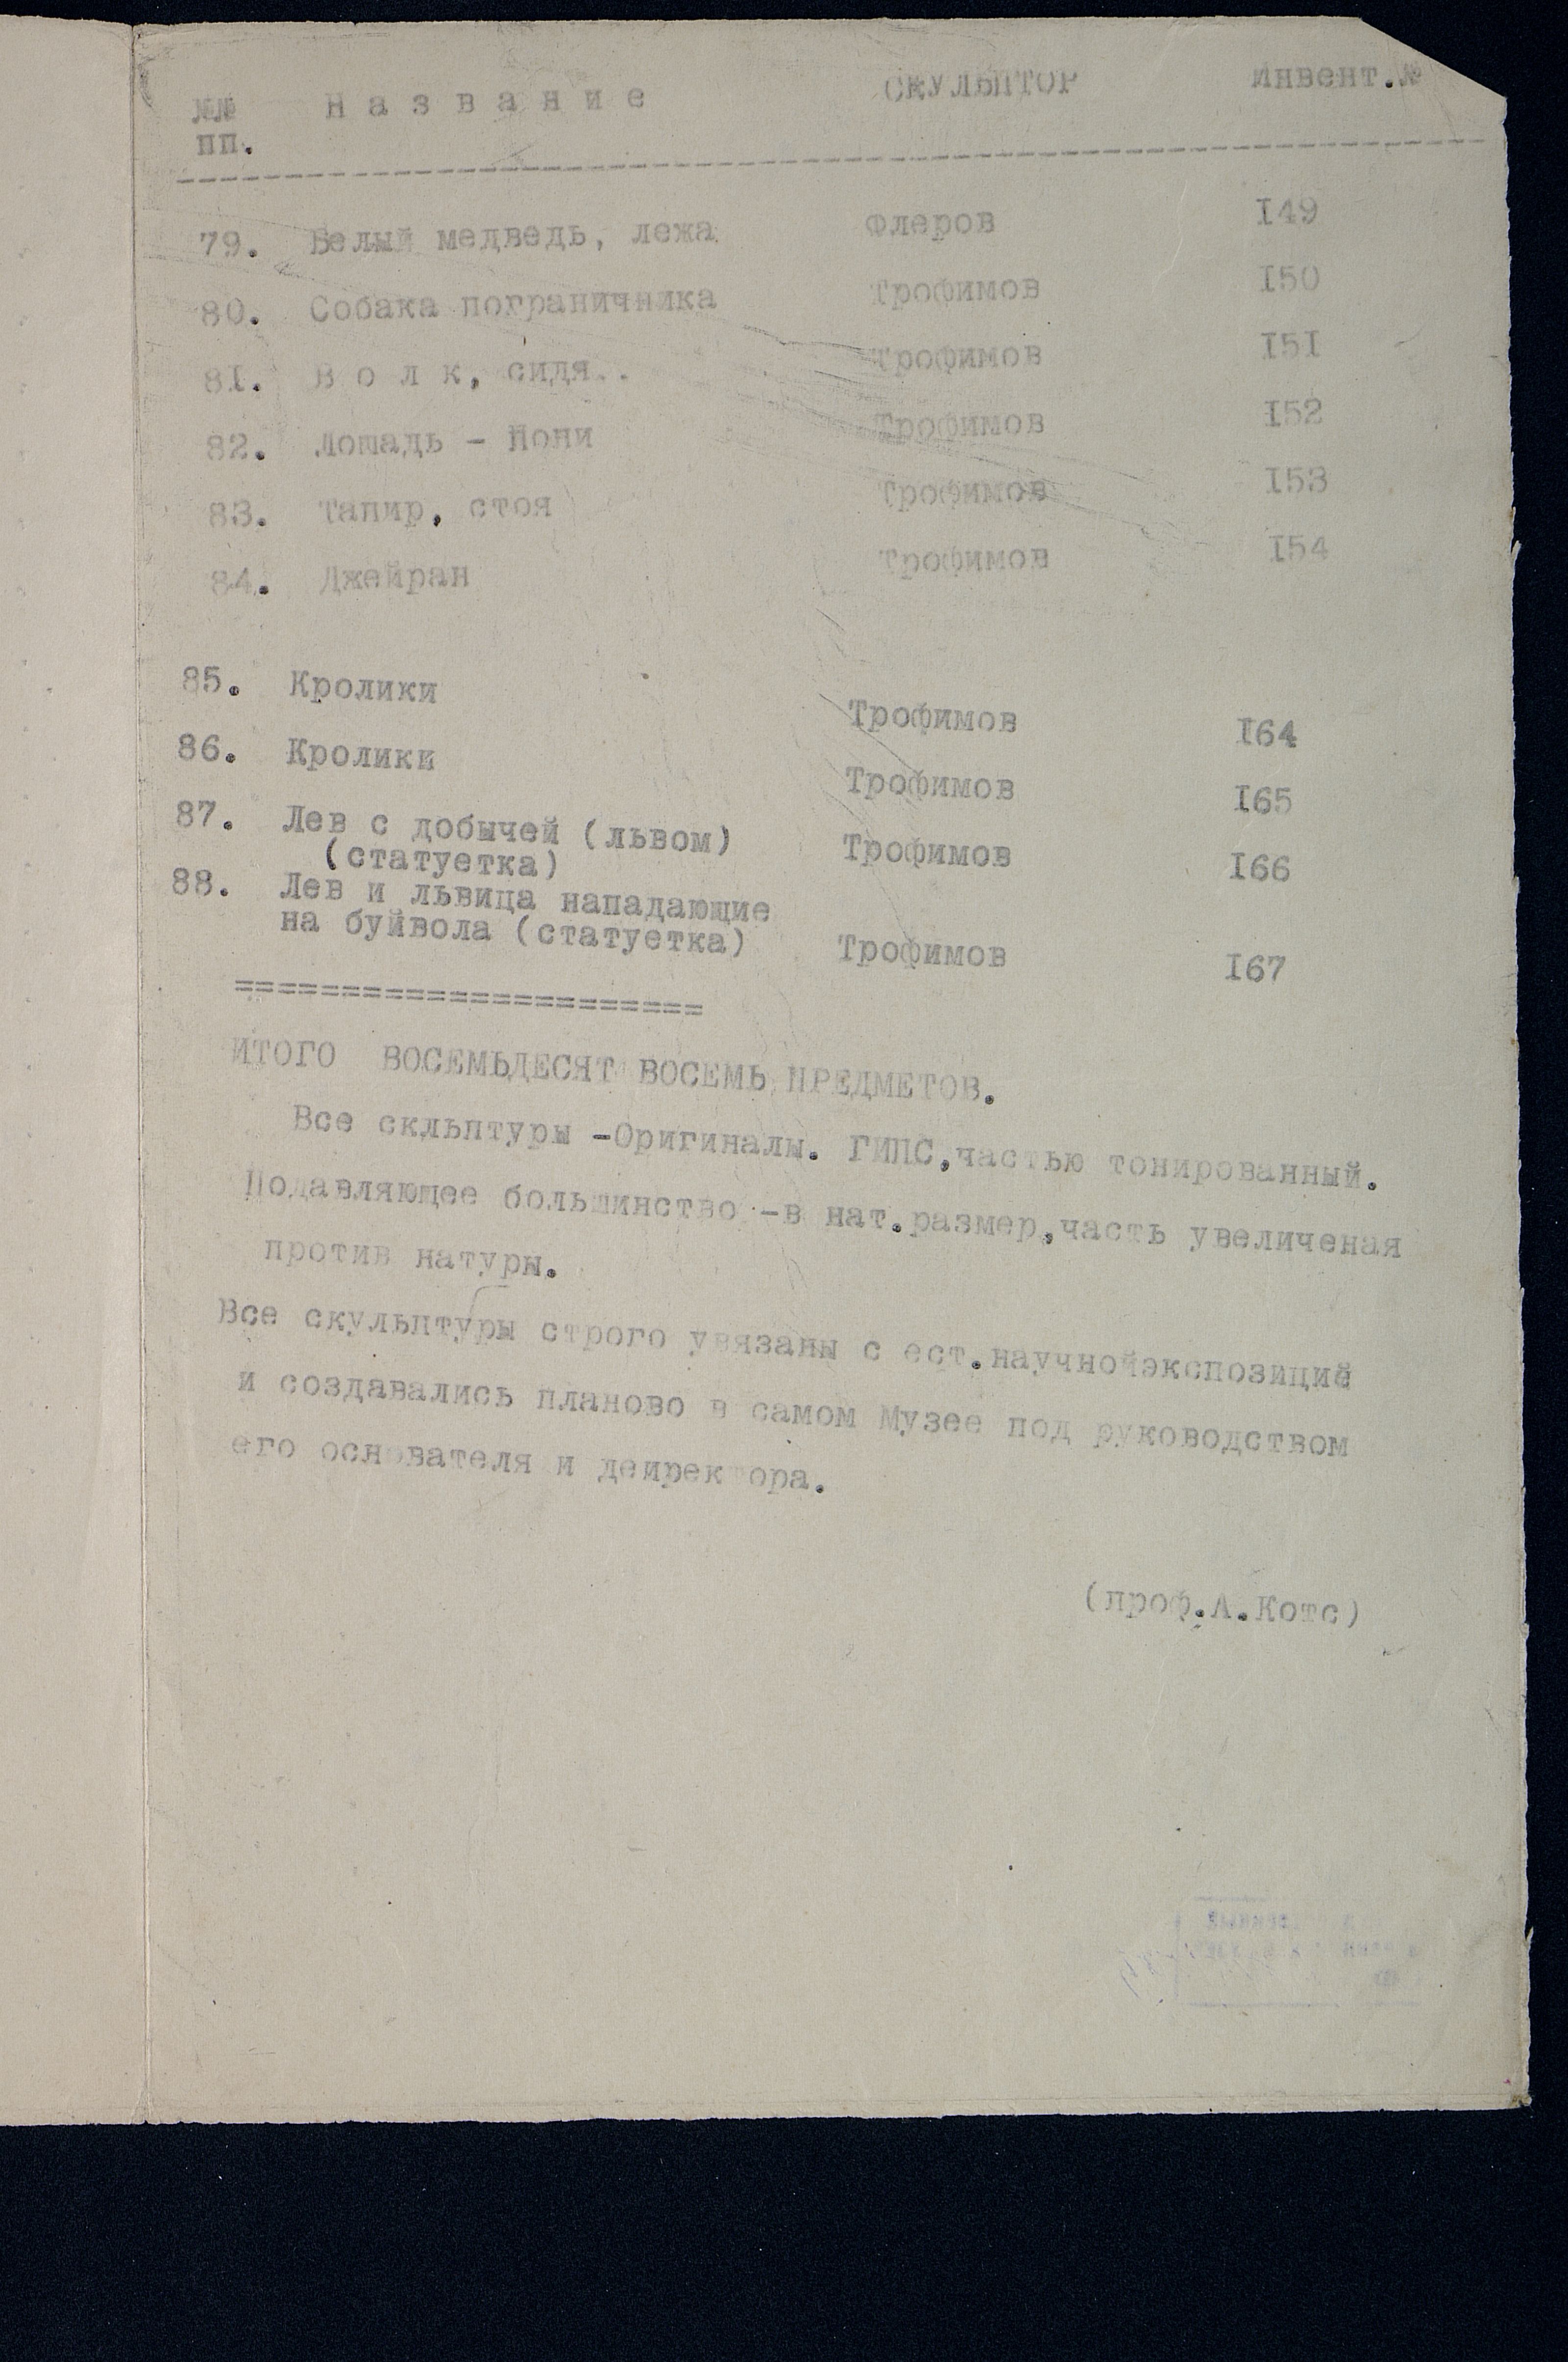 №№ Н а з в а н и е СКУЛЬПТОР Инвент.№
пп.
79. Белый медведь, лежа Флеров I49
80. Собака пограничника Трофимов I50
8I. В о л к, сидя.. Трофимов I5I
82. Лошадь - Пони Трофимов I52
83. Тапир, стоя Трофимов I53
84. Джейран Трофимов I54
85. Кролики Трофимов I64
86. Кролики Трофимов I65
87. Лев с добычей (львом) Трофимов I66
(статуетка)
88. Лев и львица нападающие
на буйвола (статуетка) Трофимов I67
======================
ИТОГО ВОСЕМЬДЕСЯТ ВОСЕМЬ ПРЕДМЕТОВ.
Все скльптуры -Оригиналы. ГИПС,частью тонированный.
Подавляющее большинство -в нат.размер,часть увеличеная
против натуры.
Все скульптуры строго увязаны с ест.научнойэкспозицией
и создавались планово в самом Музее под руководством
его основателя и деиректора.
(проф.А.Котс)